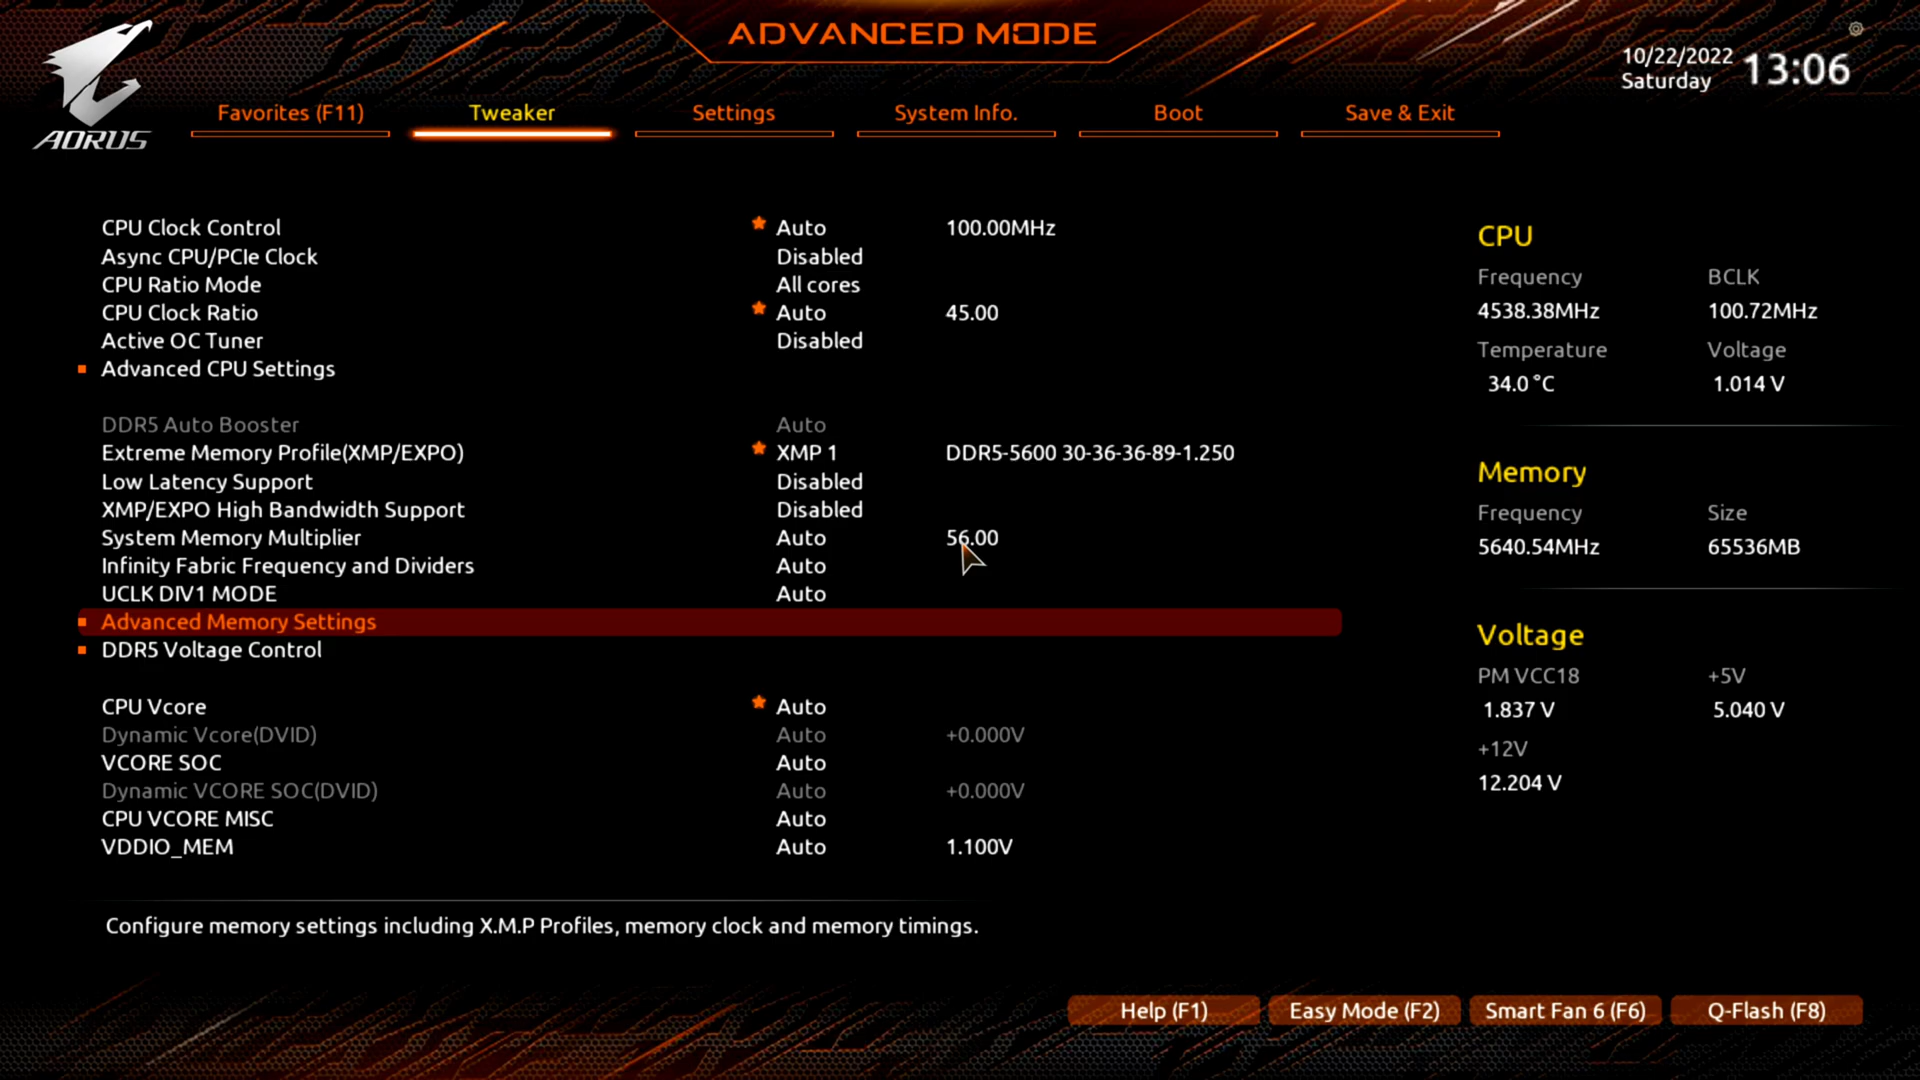 ADVANCED MODE
AORUS
10/22/2022
Saturday
13:06
Favorites (F11) Tweaker Settings System Info. Boot Save & Exit
CPU Clock Control Auto 100.00MHz
Async CPU/PCIe Clock Disabled
CPU Ratio Mode All cores
CPU Clock Ratio Auto 45.00
Active OC Tuner Disabled
Advanced CPU Settings
DDR5 Auto Booster Auto
Extreme Memory Profile(XMP/EXPO) XMP 1 DDR5-5600 30-36-36-89-1.250
Low Latency Support Disabled
XMP/EXPO High Bandwidth Support Disabled
System Memory Multiplier Auto 56.00
Infinity Fabric Frequency and Dividers Auto
UCLK DIV1 MODE Auto
Advanced Memory Settings
DDR5 Voltage Control
CPU Vcore Auto
Dynamic Vcore(DVID) Auto +0.000V
VCORE SOC Auto
Dynamic VCORE SOC(DVID) Auto +0.000V
CPU VCORE MISC Auto
VDDIO_MEM Auto 1.100V
CPU
Frequency BCLK
4538.38MHz 100.72MHz
Temperature Voltage
34.0 °C 1.014 V
Memory
Frequency Size
5640.54MHz 65536MB
Voltage
PM VCC18 +5V
1.837 V 5.040 V
+12V
12.204 V
Configure memory settings including X.M.P Profiles, memory clock and memory timings.
Help (F1) Easy Mode (F2) Smart Fan 6 (F6) Q-Flash (F8)